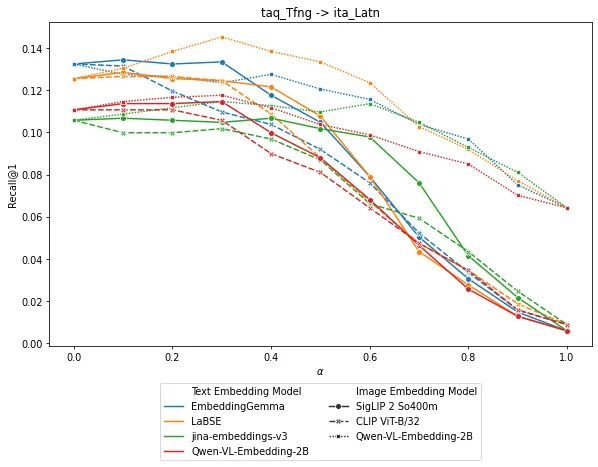 taq_Tfng -> ita_Latn
Recall@1
0.14
0.12
0.10
0.08
0.06
0.04
0.02
0.00
0.0 0.2 0.4 0.6 0.8 1.0
α
Text Embedding Model
EmbeddingGemma
LaBSE
jina-embeddings-v3
Qwen-VL-Embedding-2B
Image Embedding Model
SigLIP 2 So400m
CLIP ViT-B/32
Qwen-VL-Embedding-2B